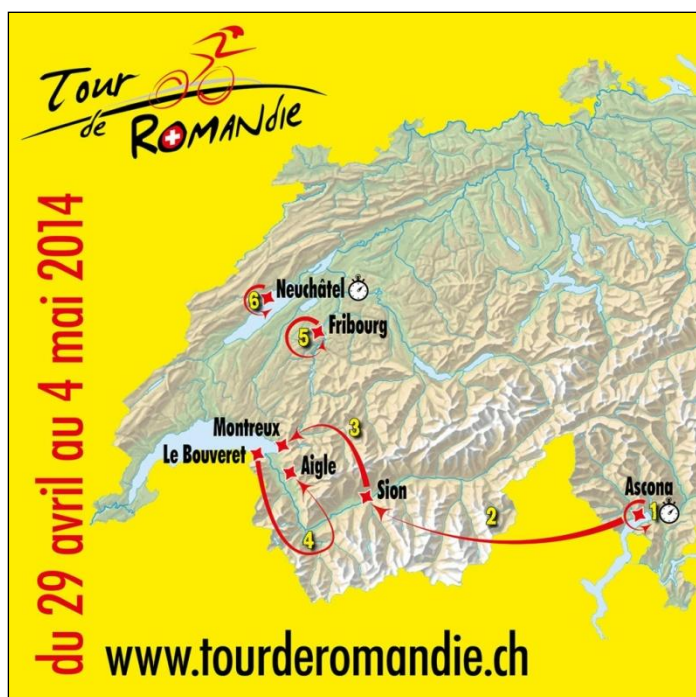 Tour
de ROMANdIE
du 29 avril au 4 mai 2014
6 Neuchâtel
5 Fribourg
Montreux
3
Le Bouveret
Aigle
Sion
Ascona
1
2
4
www.tourderomandie.ch